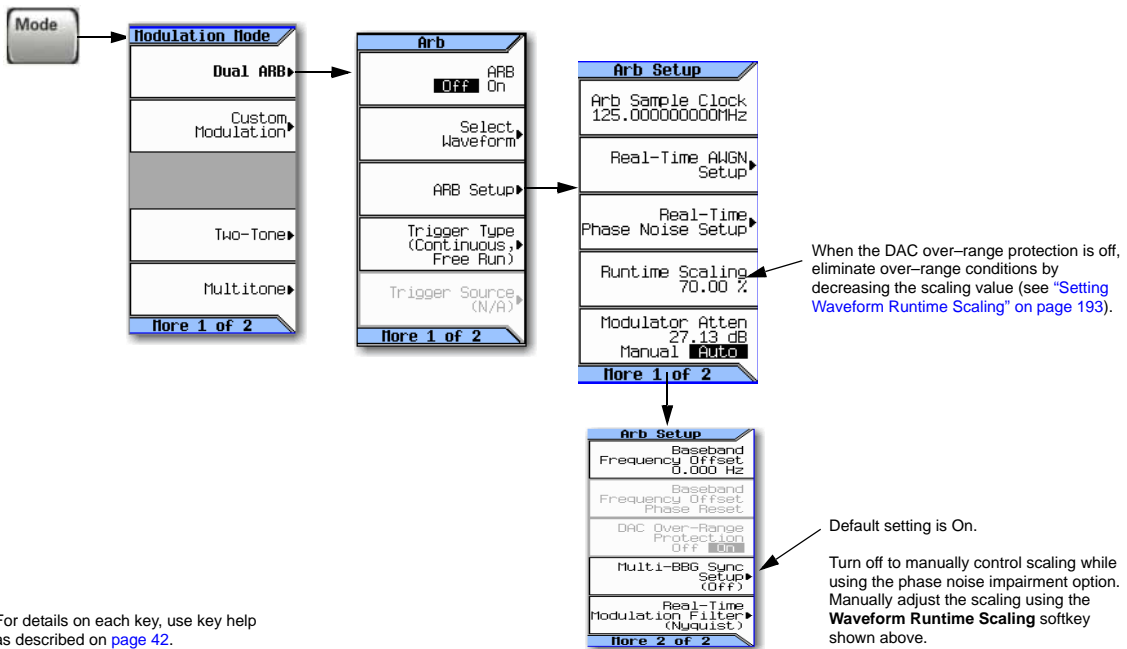 Mode
Modulation Mode
Dual ARB
Custom
Modulation
Two-Tone
Multitone
More 1 of 2
Arb
ARB
Off On
Select
Waveform
ARB Setup
Trigger Type
(Continuous,
Free Run)
Trigger Source
(N/A)
More 1 of 2
Arb Setup
Arb Sample Clock
125.000000000MHz
Real-Time AWGN
Setup
Real-Time
Phase Noise Setup
Runtime Scaling
70.00 %
Modulator Atten
27.13 dB
Manual Auto
More 1 of 2
When the DAC over–range protection is off,
eliminate over–range conditions by
decreasing the scaling value (see “Setting
Waveform Runtime Scaling” on page 193).
Arb Setup
Baseband
Frequency Offset
0.000 Hz
Baseband
Frequency Offset
Phase Reset
DAC Over-Range
Protection
Off On
Multi-BBG Sync
Setup
(Off)
Real-Time
Modulation Filter
(Nyquist)
More 2 of 2
Default setting is On.
Turn off to manually control scaling while
using the phase noise impairment option.
Manually adjust the scaling using the
Waveform Runtime Scaling softkey
shown above.
For details on each key, use key help
as described on page 42.